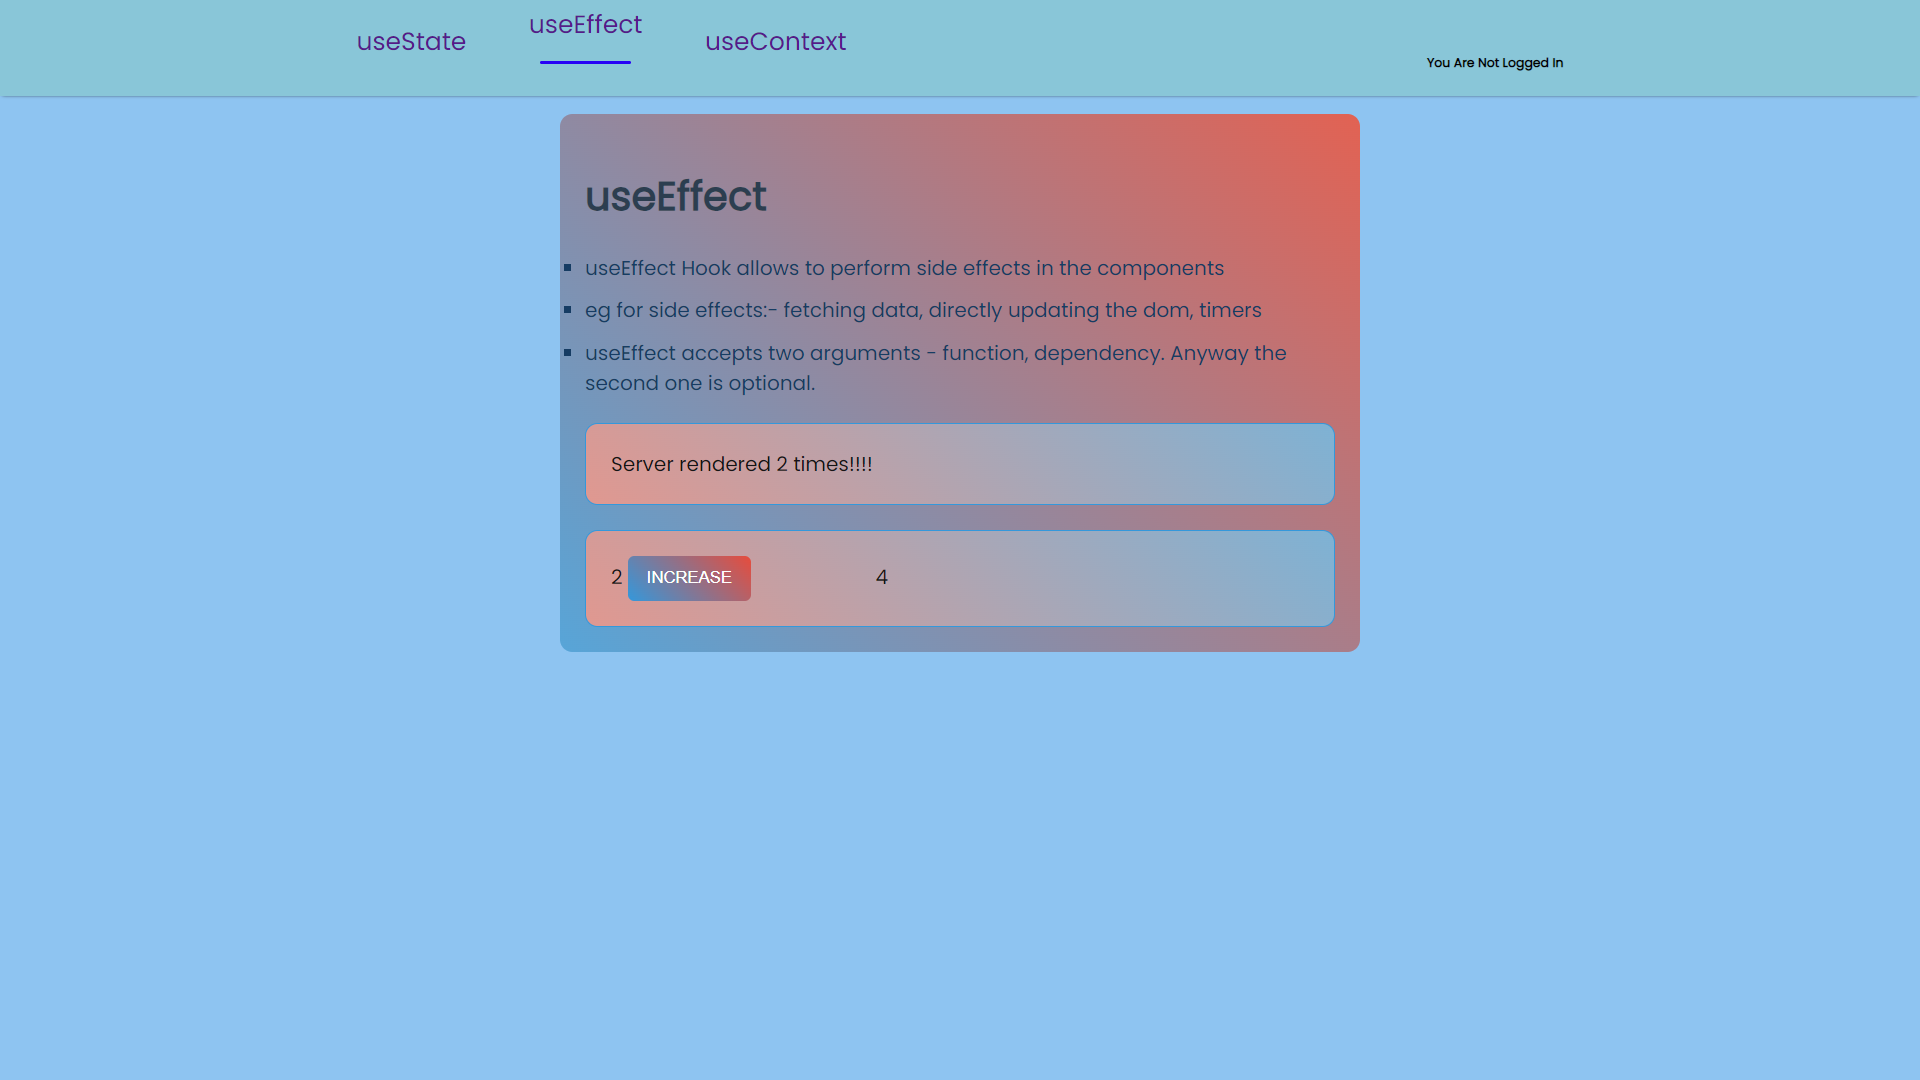 useState
useEffect
useContext
You Are Not Logged In
useEffect
useEffect Hook allows to perform side effects in the components
eg for side effects:- fetching data, directly updating the dom, timers
useEffect accepts two arguments - function, dependency. Anyway the
second one is optional.
Server rendered 2 times!!!!
2 INCREASE 4